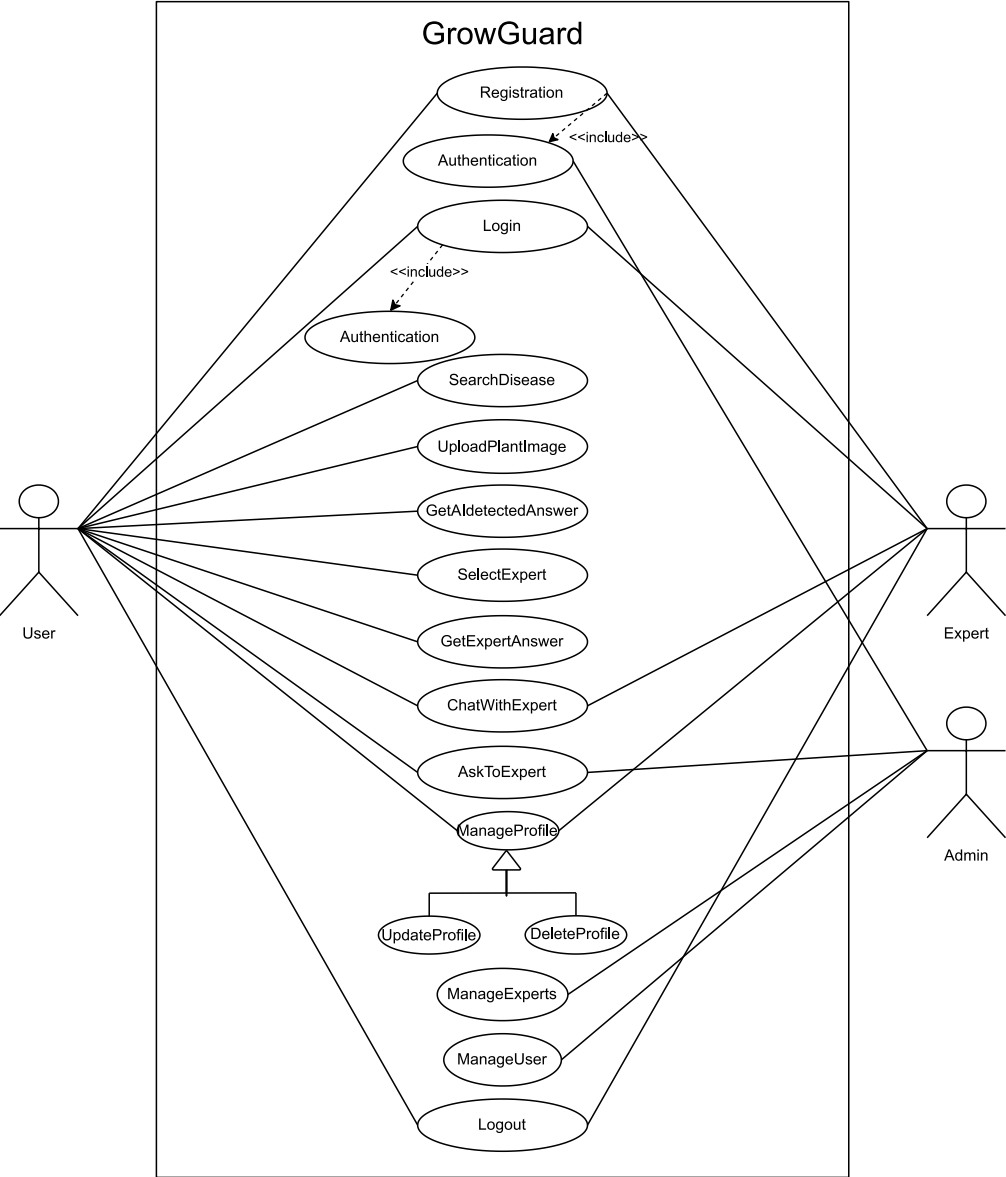 GrowGuard
Registration
<<include>>
Authentication
Login
<<include>>
Authentication
SearchDisease
UploadPlantImage
GetAIdetectedAnswer
SelectExpert
User
Expert
GetExpertAnswer
ChatWithExpert
AskToExpert
ManageProfile
Admin
UpdateProfile
DeleteProfile
ManageExperts
ManageUser
Logout